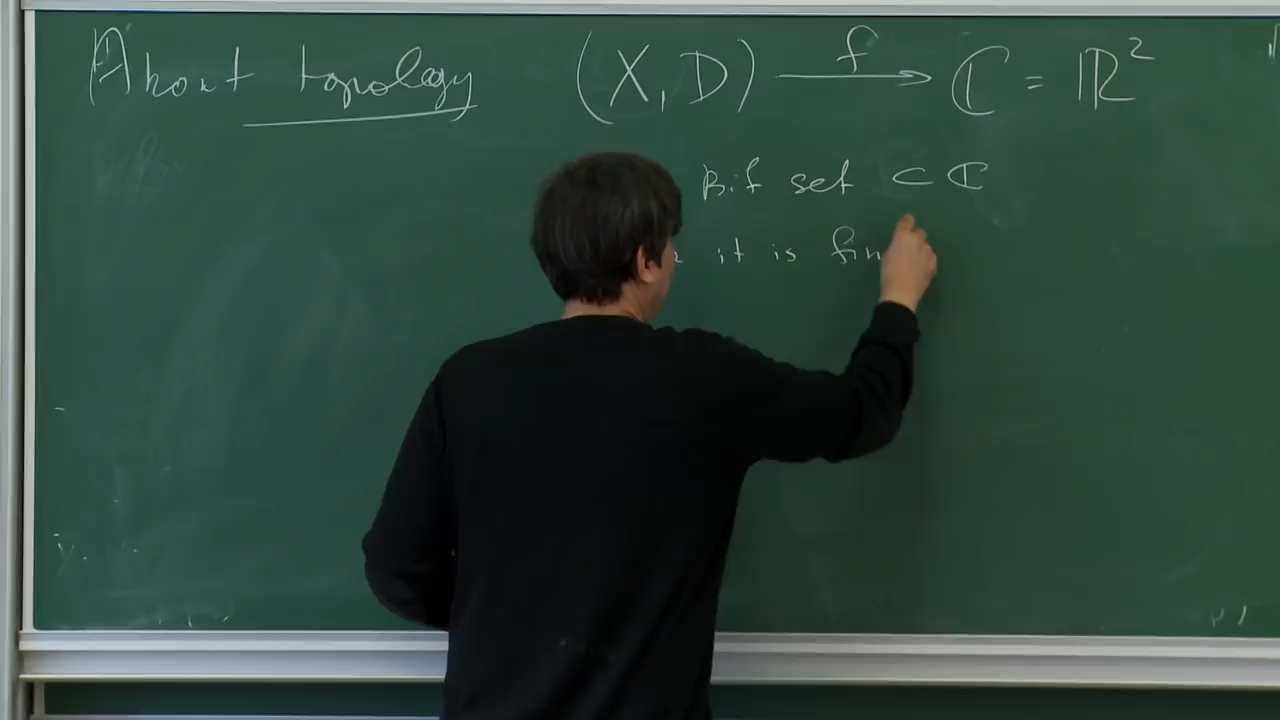 About topology (X, D) —f→ ℂ = ℝ²
Bif set ⊂ ℂ
it is fin